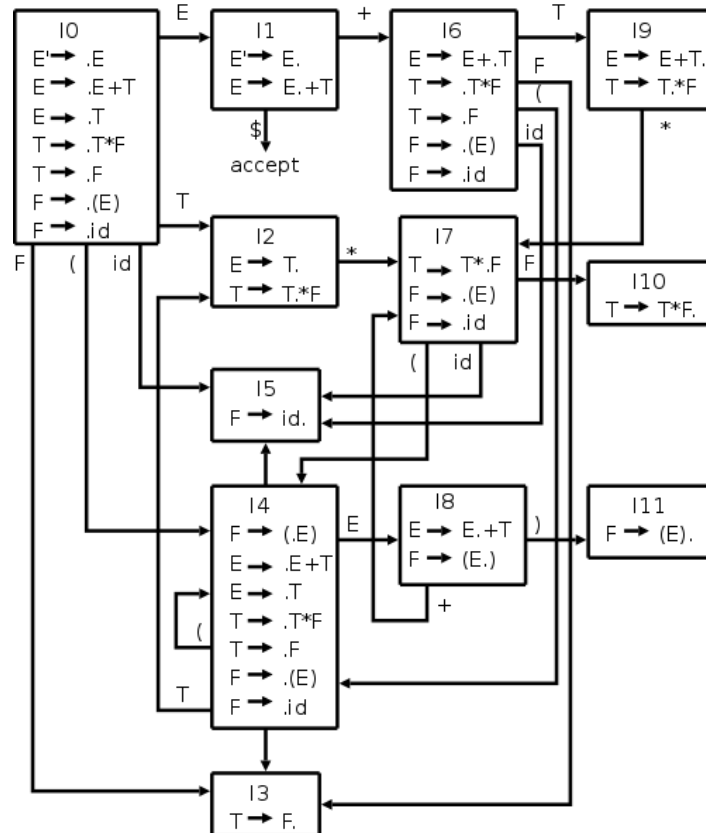 I0
E' → .E
E → .E+T
E → .T
T → .T*F
T → .F
F → .(E)
F → .id
E
I1
E' → E.
E → E.+T
$
accept
+
I6
E → E+.T
T → .T*F
T → .F
F → .(E)
F → .id
T
F
(
id
I9
E → E+T.
T → T.*F
*
T
I2
E → T.
T → T.*F
*
I7
T → T*.F
F → .(E)
F → .id
F
I10
T → T*F.
F
(
id
(
id
I5
F → id.
I4
F → (.E)
E → .E+T
E → .T
T → .T*F
T → .F
F → .(E)
F → .id
(
T
E
I8
E → E.+T
F → (E.)
+
)
I11
F → (E).
I3
T → F.